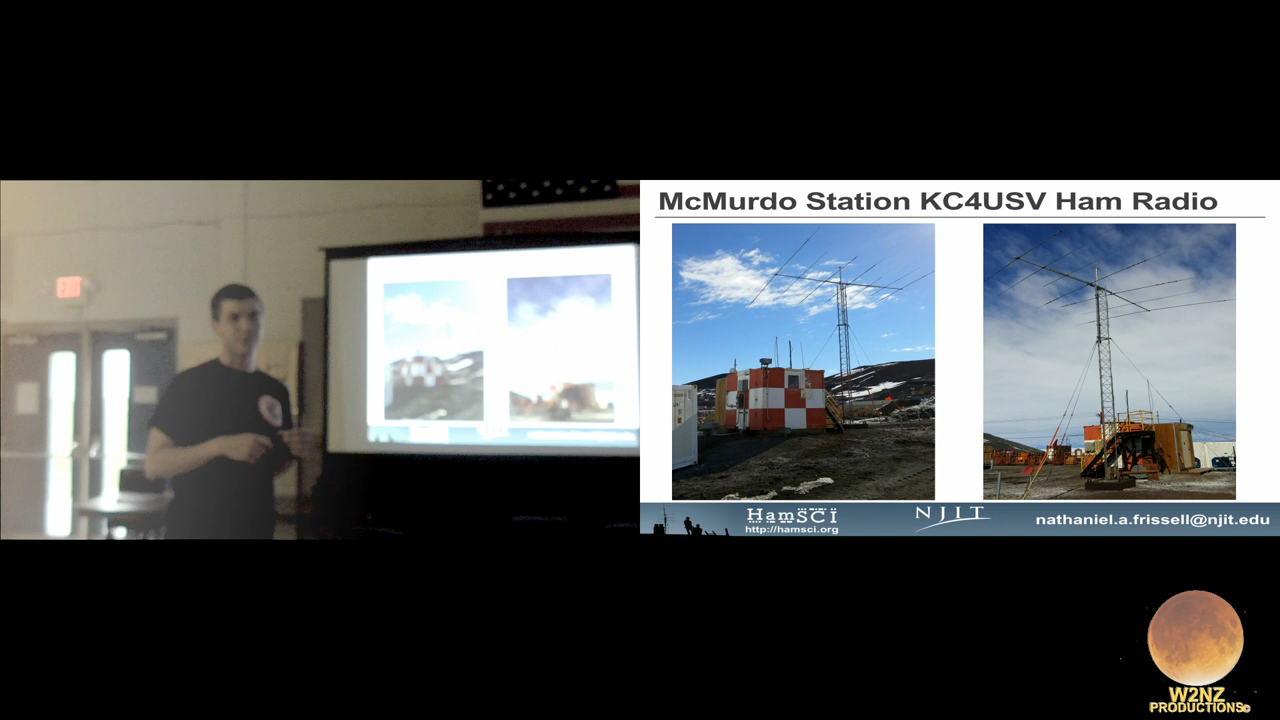 McMurdo Station KC4USV Ham Radio
HamSCI
http://hamsci.org
NJIT
nathaniel.a.frissell@njit.edu
W2NZ
PRODUCTIONS©